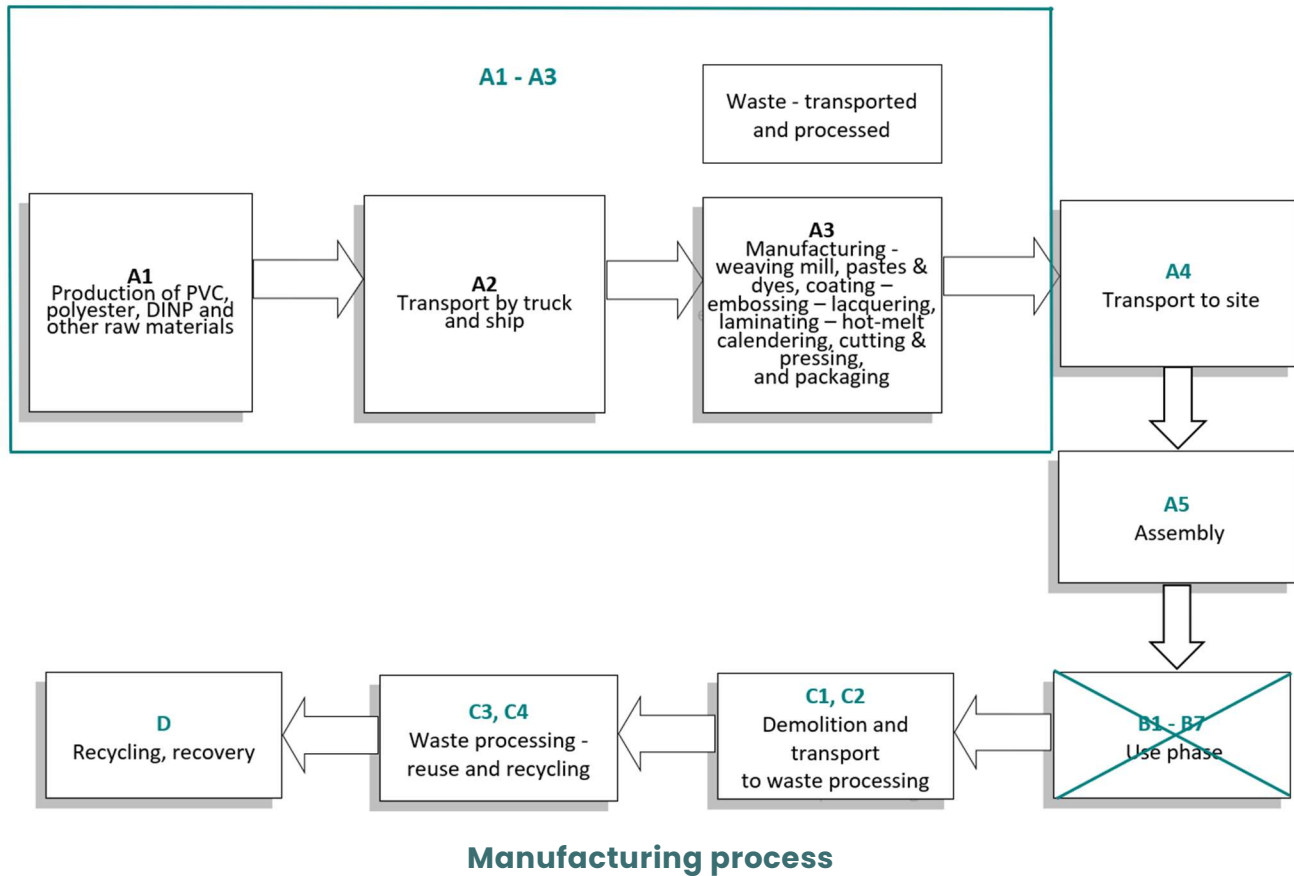 A1 - A3
Waste - transported
and processed
A1
Production of PVC,
polyester, DINP and
other raw materials
A2
Transport by truck
and ship
A3
Manufacturing -
weaving mill, pastes &
dyes, coating –
embossing – lacquering,
laminating – hot-melt
calendering, cutting &
pressing,
and packaging
A4
Transport to site
A5
Assembly
B1 - B7
Use phase
C1, C2
Demolition and
transport
to waste processing
C3, C4
Waste processing -
reuse and recycling
D
Recycling, recovery
Manufacturing process